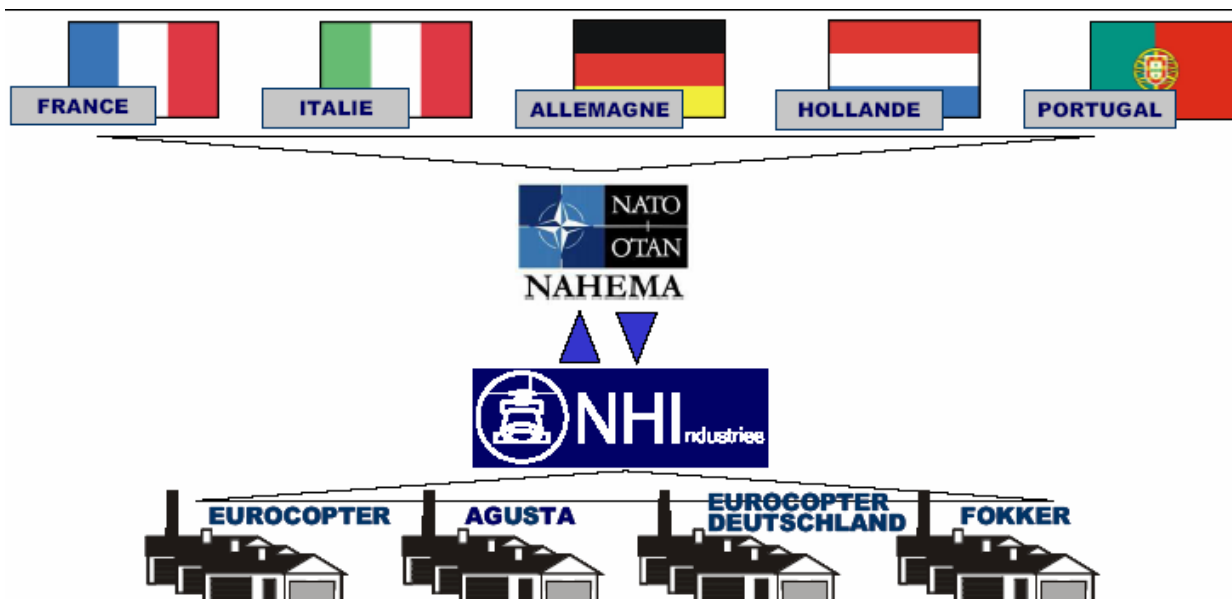 FRANCE
ITALIE
ALLEMAGNE
HOLLANDE
PORTUGAL
NATO
OTAN
NAHEMA
NHIndustries
EUROCOPTER
AGUSTA
EUROCOPTER
DEUTSCHLAND
FOKKER